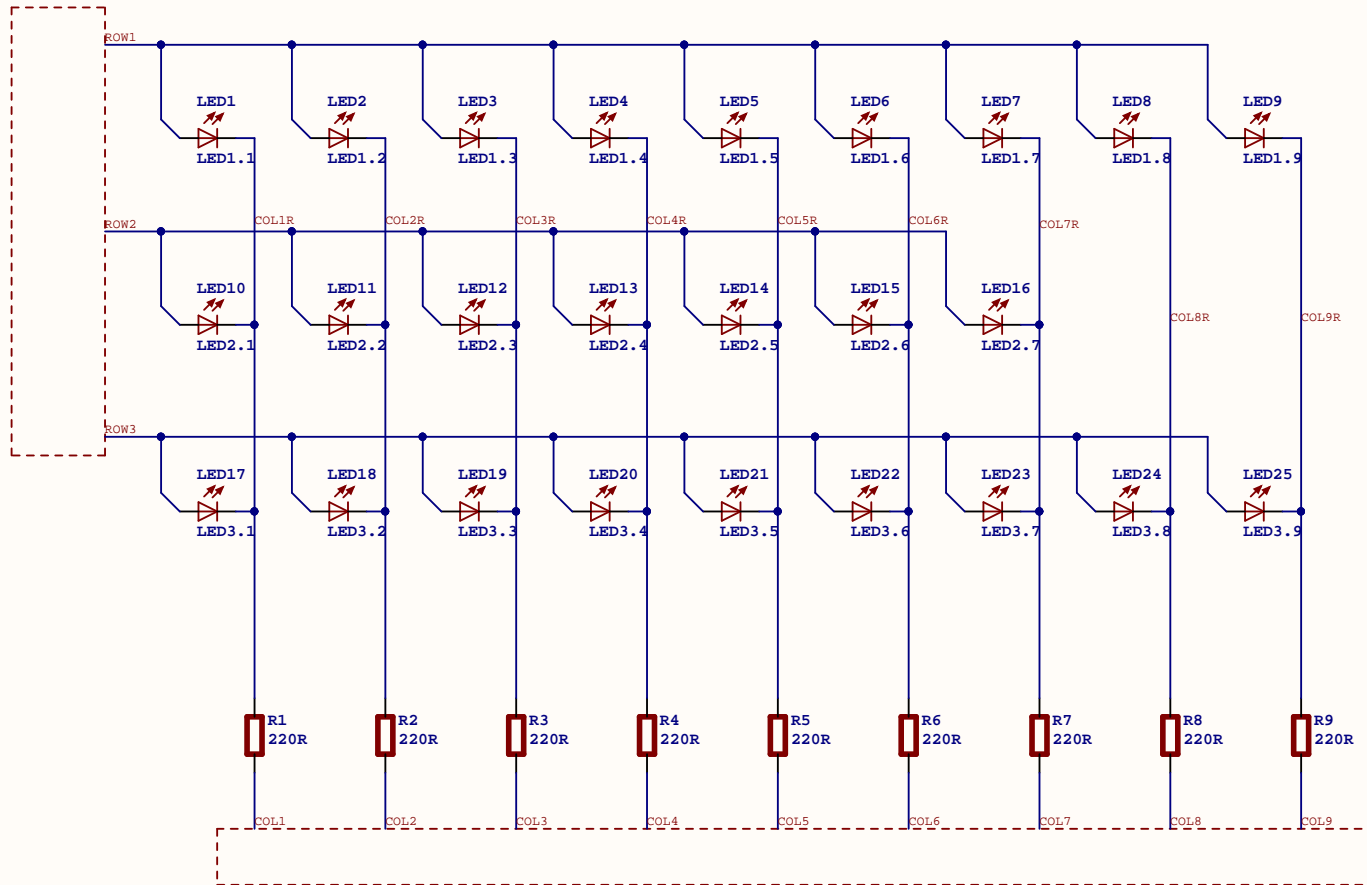 ROW1
LED1 LED2 LED3 LED4 LED5 LED6 LED7 LED8 LED9
LED1.1 LED1.2 LED1.3 LED1.4 LED1.5 LED1.6 LED1.7 LED1.8 LED1.9
ROW2 COL1R COL2R COL3R COL4R COL5R COL6R COL7R
LED10 LED11 LED12 LED13 LED14 LED15 LED16
COL8R COL9R
LED2.1 LED2.2 LED2.3 LED2.4 LED2.5 LED2.6 LED2.7
ROW3
LED17 LED18 LED19 LED20 LED21 LED22 LED23 LED24 LED25
LED3.1 LED3.2 LED3.3 LED3.4 LED3.5 LED3.6 LED3.7 LED3.8 LED3.9
R1 R2 R3 R4 R5 R6 R7 R8 R9
220R 220R 220R 220R 220R 220R 220R 220R 220R
COL1 COL2 COL3 COL4 COL5 COL6 COL7 COL8 COL9